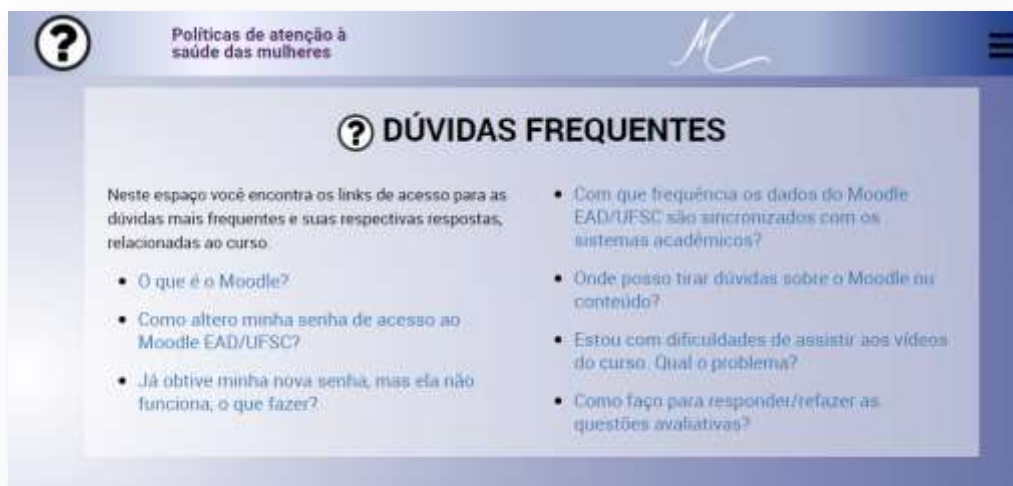 ?
Políticas de atenção à
saúde das mulheres
M
? DÚVIDAS FREQUENTES
Neste espaço você encontra os links de acesso para as
dúvidas mais frequentes e suas respectivas respostas,
relacionadas ao curso.
• O que é o Moodle?
• Como altero minha senha de acesso ao
Moodle EAD/UFSC?
• Já obtive minha nova senha, mas ela não
funciona, o que fazer?
• Com que frequência os dados do Moodle
EAD/UFSC são sincronizados com os
sistemas acadêmicos?
• Onde posso tirar dúvidas sobre o Moodle ou
conteúdo?
• Estou com dificuldades de assistir aos vídeos
do curso. Qual o problema?
• Como faço para responder/refazer as
questões avaliativas?